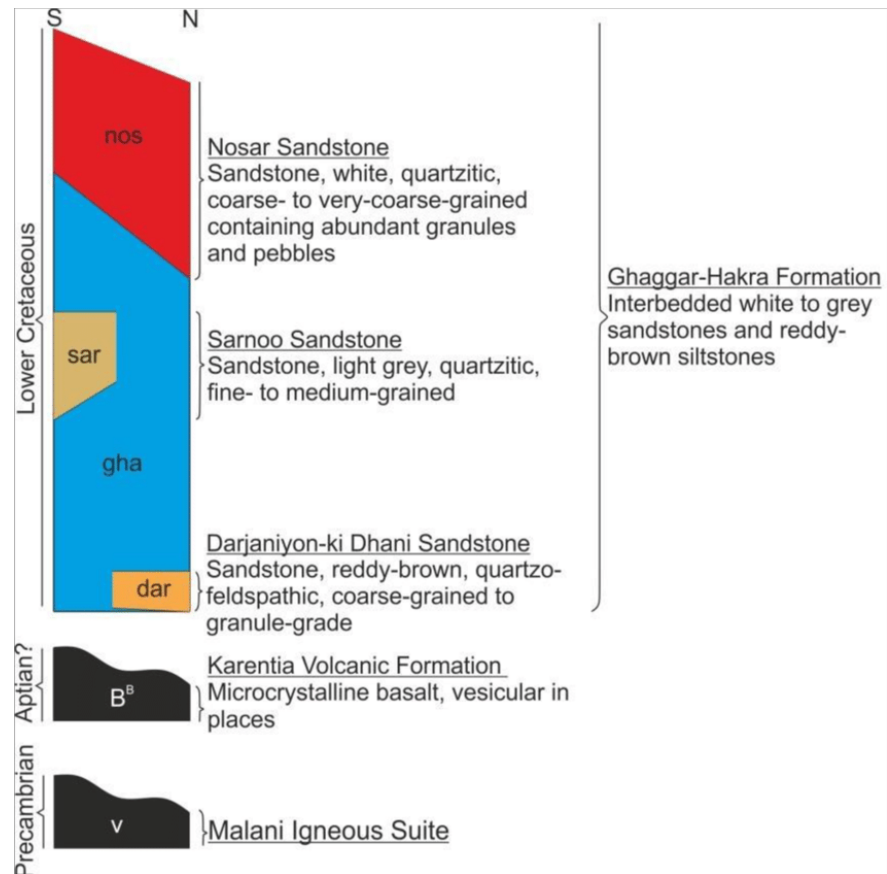 S
N
nos
Nosar Sandstone
Sandstone, white, quartzitic,
coarse- to very-coarse-grained
containing abundant granules
and pebbles
Lower Cretaceous
Ghaggar-Hakra Formation
Interbedded white to grey
sandstones and reddy-
brown siltstones
sar
Sarnoo Sandstone
Sandstone, light grey, quartzitic,
fine- to medium-grained
gha
Darjaniyon-ki Dhani Sandstone
Sandstone, reddy-brown, quartzo-
feldspathic, coarse-grained to
granule-grade
dar
Aptian?
Bᴮ
Karentia Volcanic Formation
Microcrystalline basalt, vesicular in
places
Precambrian
v
Malani Igneous Suite